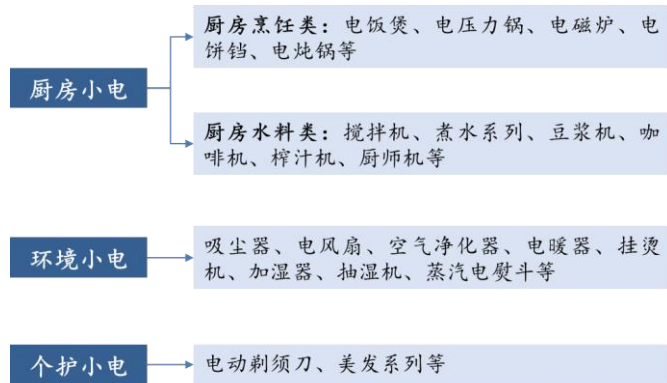 厨房小电
厨房烹饪类：电饭煲、电压力锅、电磁炉、电
饼铛、电炖锅等
厨房水料类：搅拌机、煮水系列、豆浆机、咖
啡机、榨汁机、厨师机等
环境小电
吸尘器、电风扇、空气净化器、电暖器、挂烫
机、加湿器、抽湿机、蒸汽电熨斗等
个护小电
电动剃须刀、美发系列等